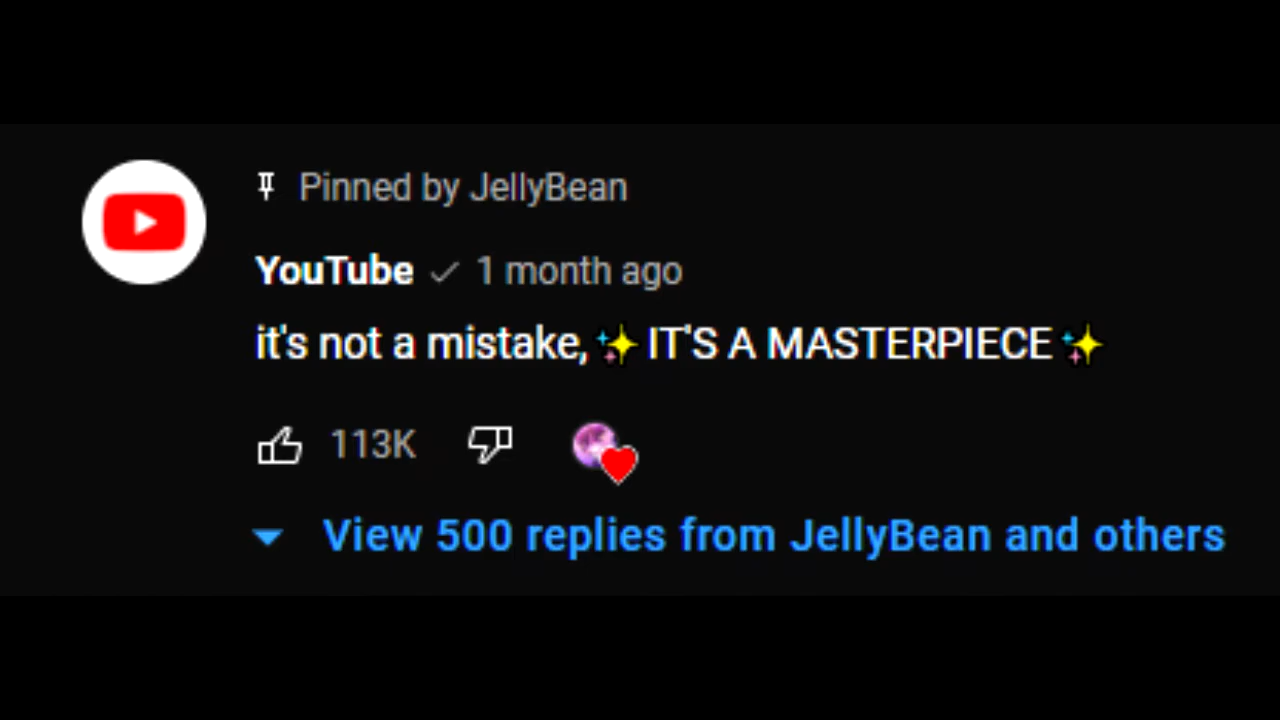 Pinned by JellyBean
YouTube ✓ 1 month ago
it's not a mistake,✨ IT'S A MASTERPIECE ✨
113K
View 500 replies from JellyBean and others